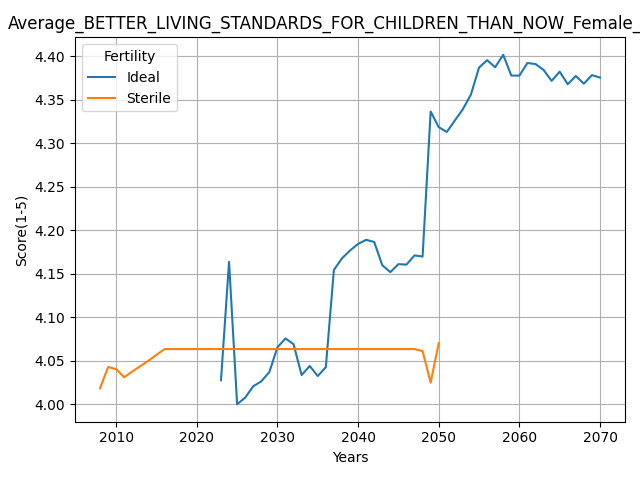 Average_BETTER_LIVING_STANDARDS_FOR_CHILDREN_THAN_NOW_Female_
Fertility
Ideal
Sterile
Score(1-5)
4.40
4.35
4.30
4.25
4.20
4.15
4.10
4.05
4.00
2010 2020 2030 2040 2050 2060 2070
Years